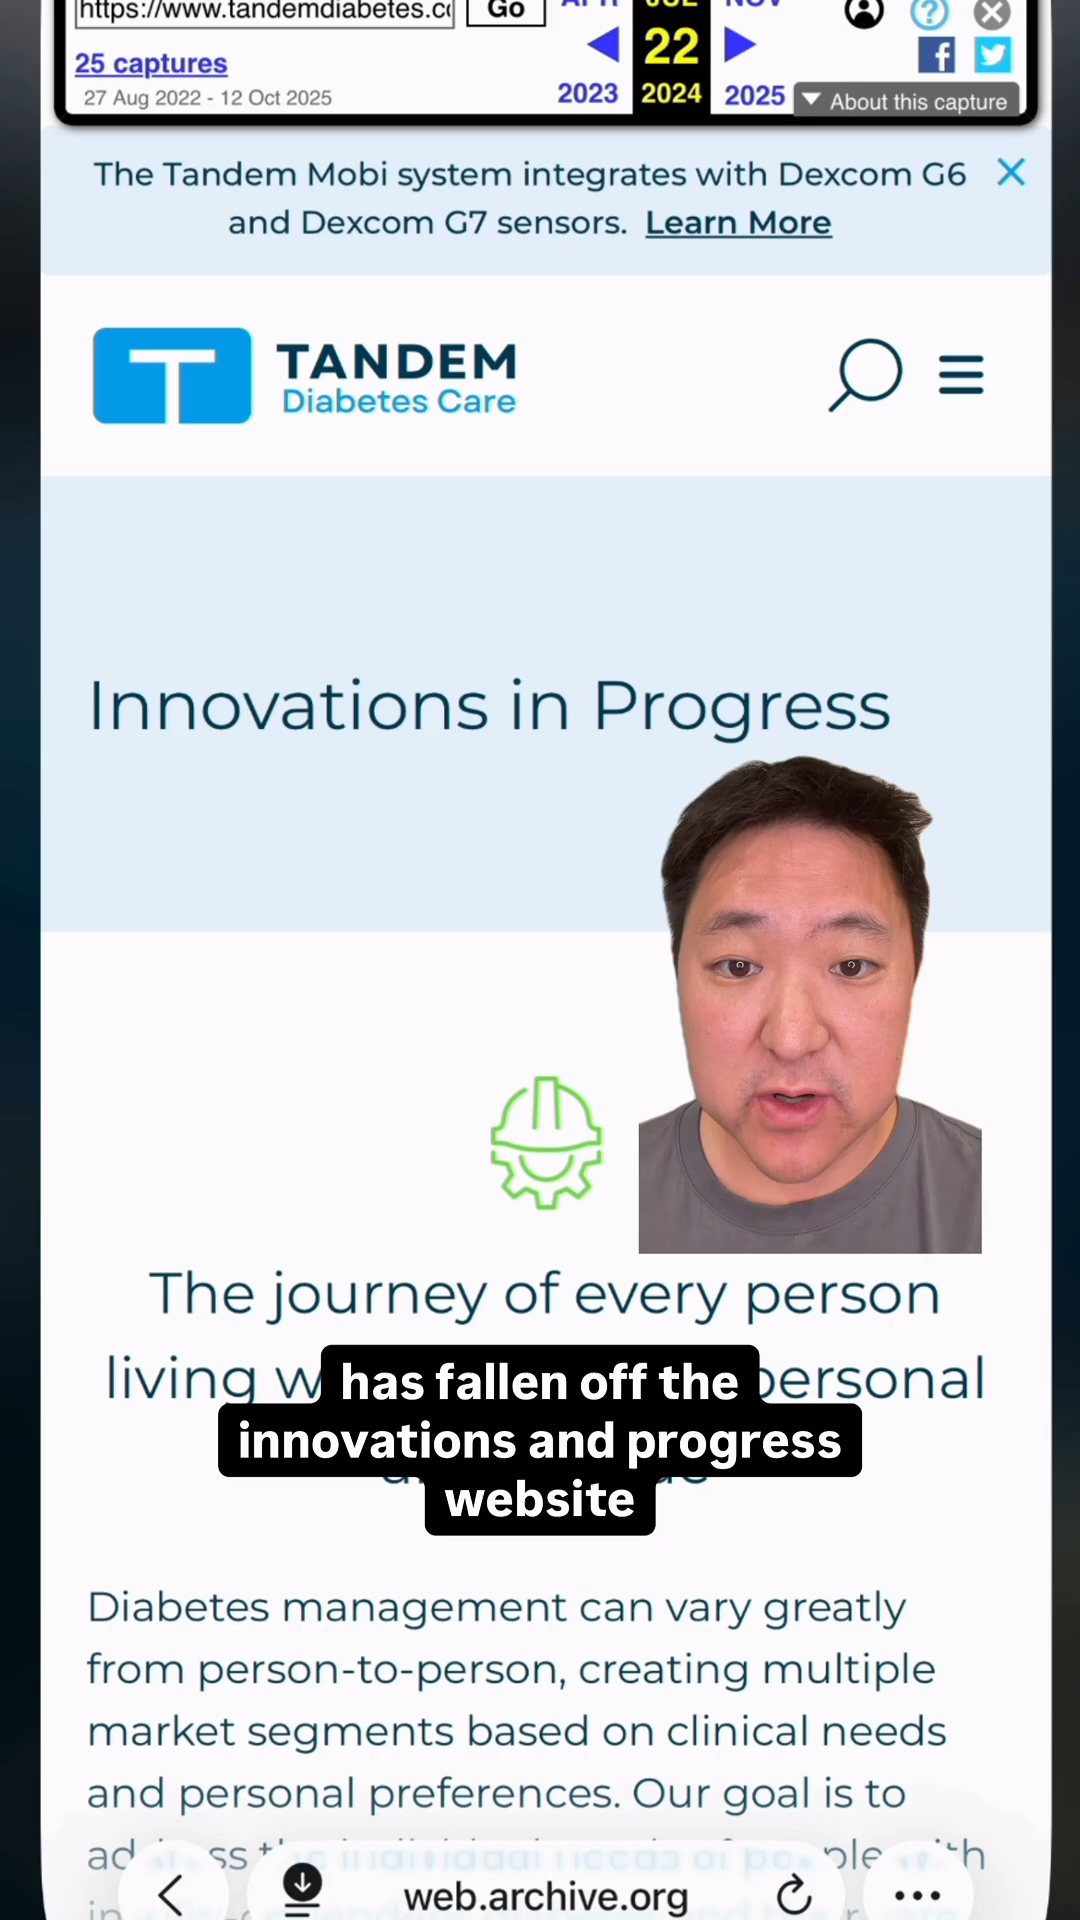 https://www.tandemdiabetes.c
Go
APR JUL NOV
25 captures
22
27 Aug 2022 - 12 Oct 2025
2023 2024 2025
About this capture
The Tandem Mobi system integrates with Dexcom G6
and Dexcom G7 sensors. Learn More
TANDEM
Diabetes Care
Innovations in Progress
The journey of every person
living personal
has fallen off the
innovations and progress
website
Diabetes management can vary greatly
from person-to-person, creating multiple
market segments based on clinical needs
and personal preferences. Our goal is to
web.archive.org